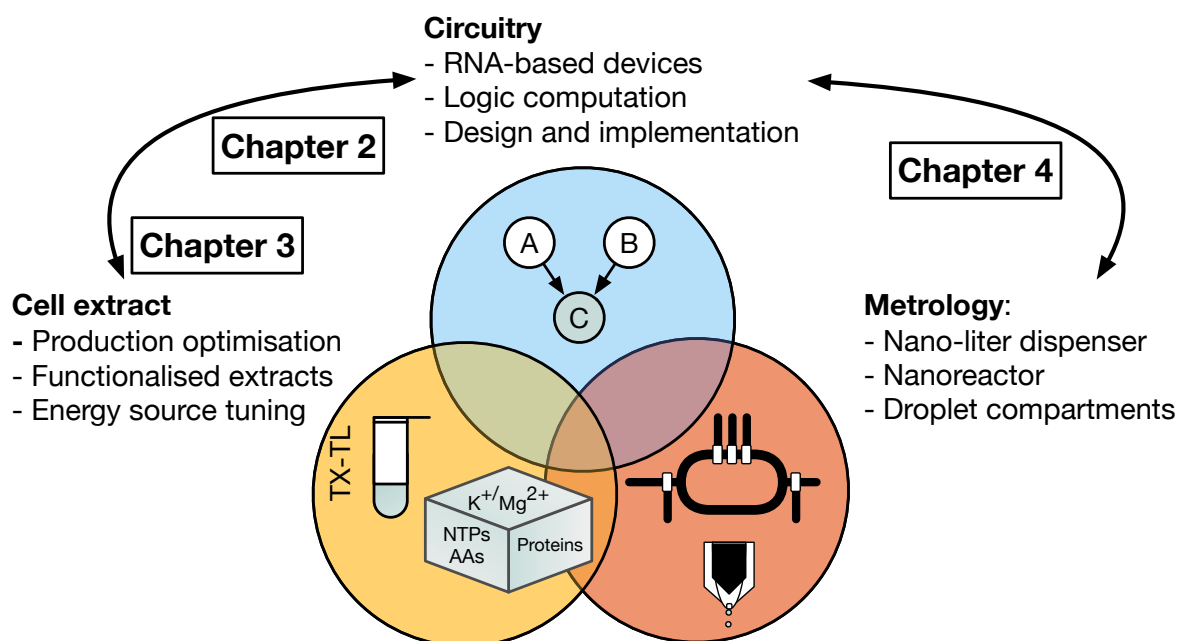 Circuitry
- RNA-based devices
- Logic computation
- Design and implementation
Chapter 2
Chapter 4
Chapter 3
Cell extract
- Production optimisation
- Functionalised extracts
- Energy source tuning
Metrology:
- Nano-liter dispenser
- Nanoreactor
- Droplet compartments
A
B
C
TX-TL
K⁺/Mg²⁺
NTPs
AAs
Proteins